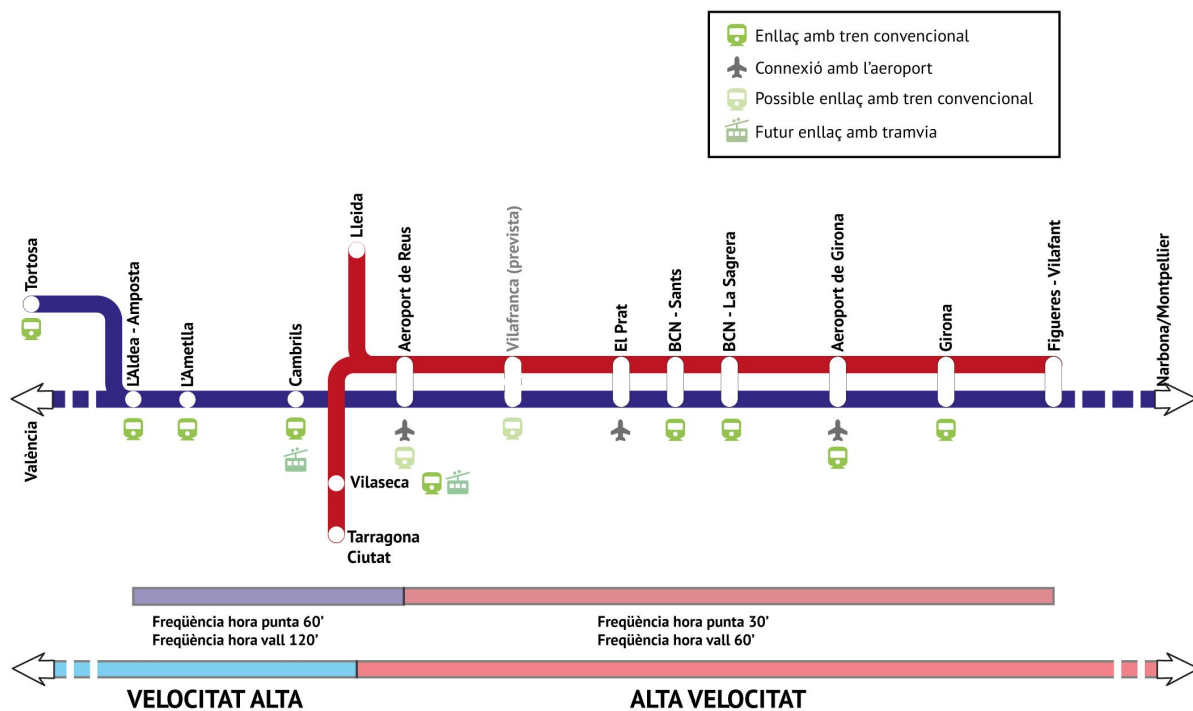 Enllaç amb tren convencional
Connexió amb l'aeroport
Possible enllaç amb tren convencional
Futur enllaç amb tramvia
Tortosa
València
L'Aldea - Amposta
L'Ametlla
Cambrils
Lleida
Aeroport de Reus
Vilafranca (prevista)
El Prat
BCN - Sants
BCN - La Sagrera
Aeroport de Girona
Girona
Figueres - Vilafant
Narbona/Montpellier
Vilaseca
Tarragona
Ciutat
Freqüència hora punta 60'
Freqüència hora vall 120'
Freqüència hora punta 30'
Freqüència hora vall 60'
VELOCITAT ALTA
ALTA VELOCITAT